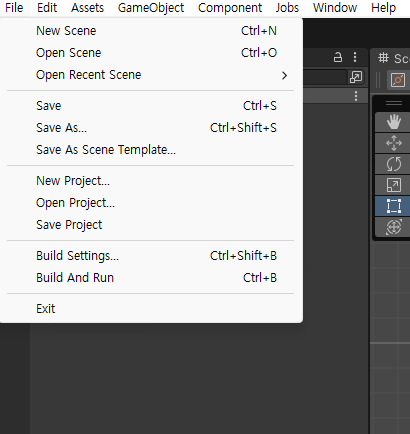 File Edit Assets GameObject Component Jobs Window Help
New Scene Ctrl+N
Open Scene Ctrl+O
Open Recent Scene
Save Ctrl+S
Save As... Ctrl+Shift+S
Save As Scene Template...
New Project...
Open Project...
Save Project
Build Settings... Ctrl+Shift+B
Build And Run Ctrl+B
Exit